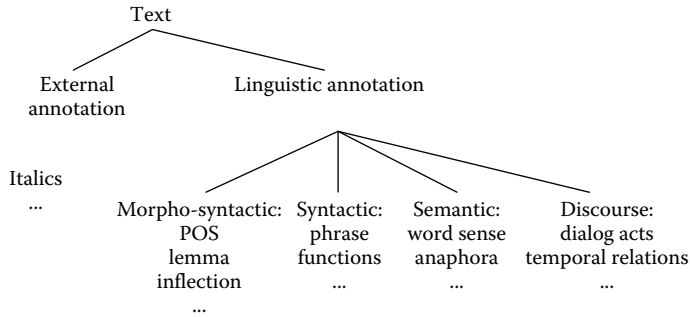 Text
External
annotation
Linguistic annotation
Italics
...
Morpho-syntactic:
POS
lemma
inflection
...
Syntactic:
phrase
functions
...
Semantic:
word sense
anaphora
...
Discourse:
dialog acts
temporal relations
...